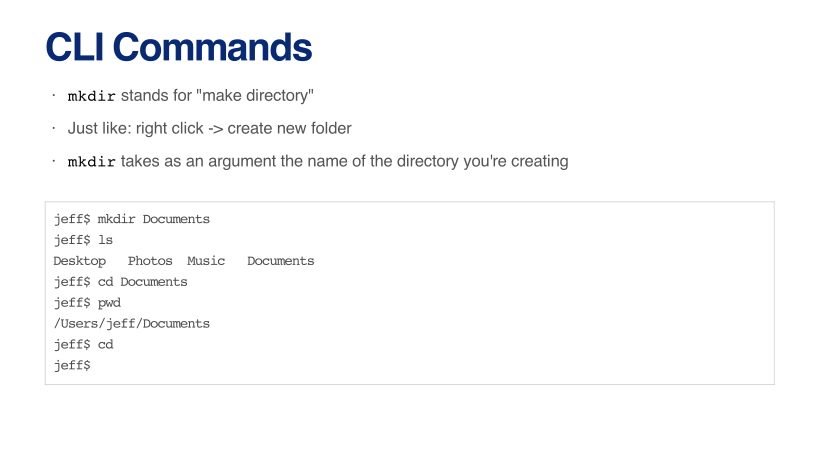 CLI Commands
· mkdir stands for "make directory"
· Just like: right click -> create new folder
· mkdir takes as an argument the name of the directory you're creating
jeff$ mkdir Documents
jeff$ ls
Desktop   Photos  Music   Documents
jeff$ cd Documents
jeff$ pwd
/Users/jeff/Documents
jeff$ cd
jeff$